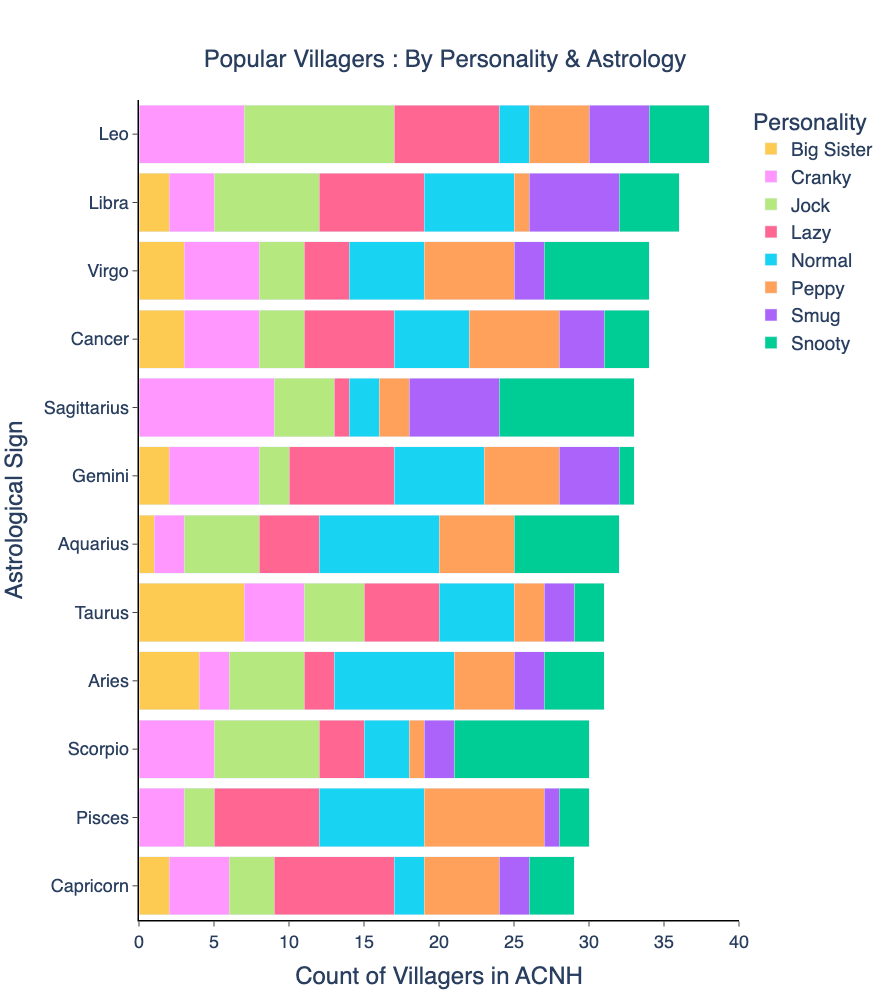 Popular Villagers : By Personality & Astrology
Leo
Libra
Virgo
Cancer
Sagittarius
Gemini
Aquarius
Taurus
Aries
Scorpio
Pisces
Capricorn
Astrological Sign
0 5 10 15 20 25 30 35 40
Count of Villagers in ACNH
Personality
Big Sister
Cranky
Jock
Lazy
Normal
Peppy
Smug
Snooty